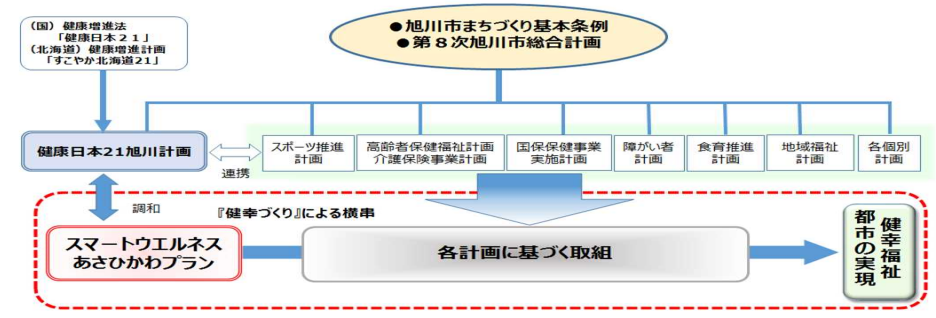 （国）健康増進法
「健康日本２１」
（北海道）健康増進計画
「すこやか北海道21」
●旭川市まちづくり基本条例
●第８次旭川市総合計画
健康日本21旭川計画
連携
スポーツ推進
計画
高齢者保健福祉計画
介護保険事業計画
国保保健事業
実施計画
障がい者
計画
食育推進
計画
地域福祉
計画
各個別
計画
調和
『健幸づくり』による横串
スマートウエルネス
あさひかわプラン
各計画に基づく取組
健幸福祉
都市の実現